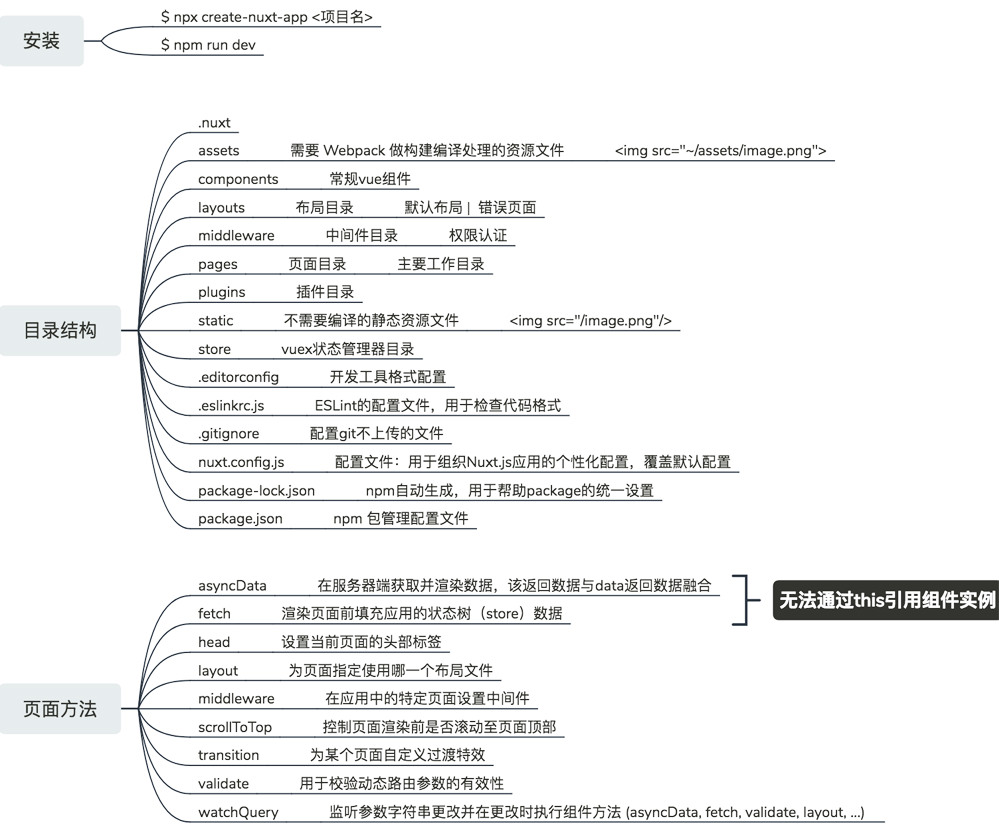 安装
$ npx create-nuxt-app <项目名>
$ npm run dev
目录结构
.nuxt
assets 需要 Webpack 做构建编译处理的资源文件 <img src="~/assets/image.png">
components 常规vue组件
layouts 布局目录 默认布局 | 错误页面
middleware 中间件目录 权限认证
pages 页面目录 主要工作目录
plugins 插件目录
static 不需要编译的静态资源文件 <img src="/image.png"/>
store vuex状态管理器目录
.editorconfig 开发工具格式配置
.eslinkrc.js ESLint的配置文件，用于检查代码格式
.gitignore 配置git不上传的文件
nuxt.config.js 配置文件：用于组织Nuxt.js应用的个性化配置，覆盖默认配置
package-lock.json npm自动生成，用于帮助package的统一设置
package.json npm 包管理配置文件
页面方法
asyncData 在服务器端获取并渲染数据，该返回数据与data返回数据融合
fetch 渲染页面前填充应用的状态树（store）数据
无法通过this引用组件实例
head 设置当前页面的头部标签
layout 为页面指定使用哪一个布局文件
middleware 在应用中的特定页面设置中间件
scrollToTop 控制页面渲染前是否滚动至页面顶部
transition 为某个页面自定义过渡特效
validate 用于校验动态路由参数的有效性
watchQuery 监听参数字符串更改并在更改时执行组件方法 (asyncData, fetch, validate, layout, ...)